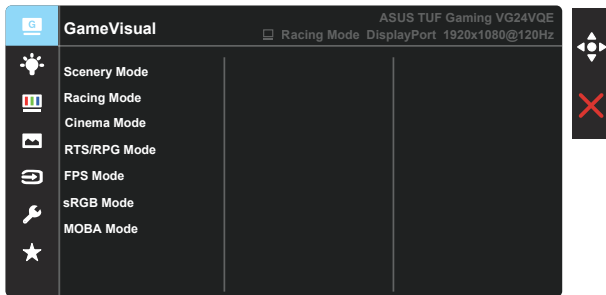 G
GameVisual
ASUS TUF Gaming VG24VQE
Racing Mode DisplayPort 1920x1080@120Hz
Scenery Mode
Racing Mode
Cinema Mode
RTS/RPG Mode
FPS Mode
sRGB Mode
MOBA Mode